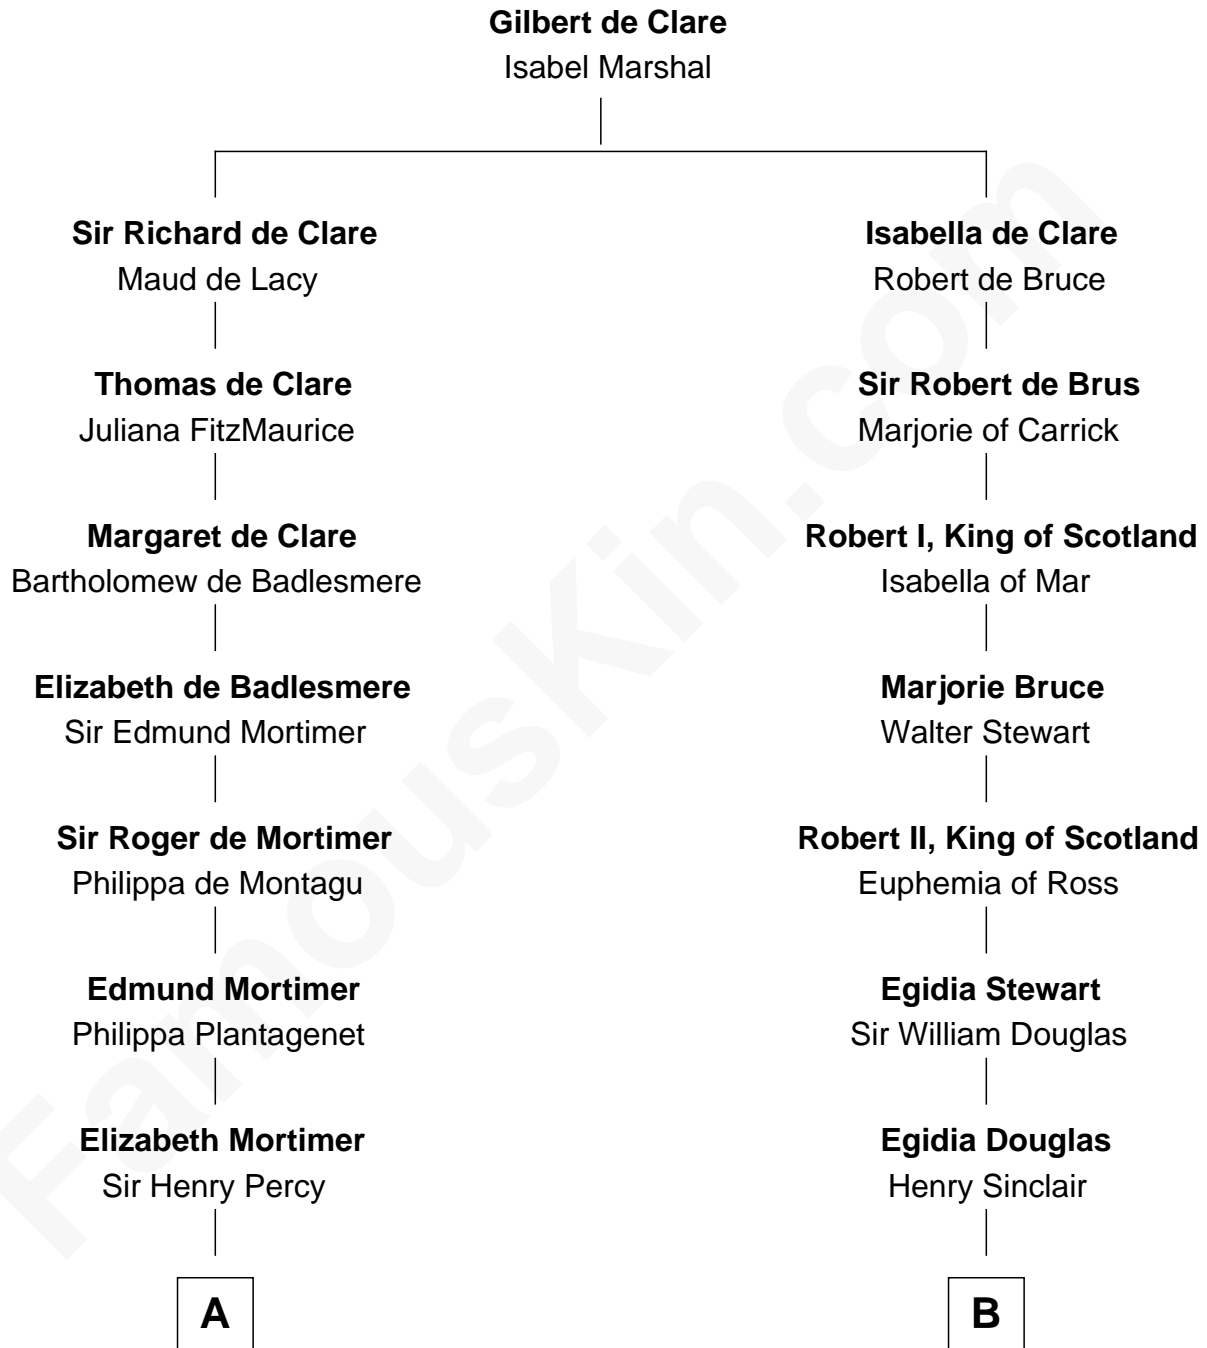 Gilbert de Clare
Isabel Marshal
Sir Richard de Clare
Maud de Lacy
Thomas de Clare
Juliana FitzMaurice
Margaret de Clare
Bartholomew de Badlesmere
Elizabeth de Badlesmere
Sir Edmund Mortimer
Sir Roger de Mortimer
Philippa de Montagu
Edmund Mortimer
Philippa Plantagenet
Elizabeth Mortimer
Sir Henry Percy
A
Isabella de Clare
Robert de Bruce
Sir Robert de Brus
Marjorie of Carrick
Robert I, King of Scotland
Isabella of Mar
Marjorie Bruce
Walter Stewart
Robert II, King of Scotland
Euphemia of Ross
Egidia Stewart
Sir William Douglas
Egidia Douglas
Henry Sinclair
B
FamousKin.com